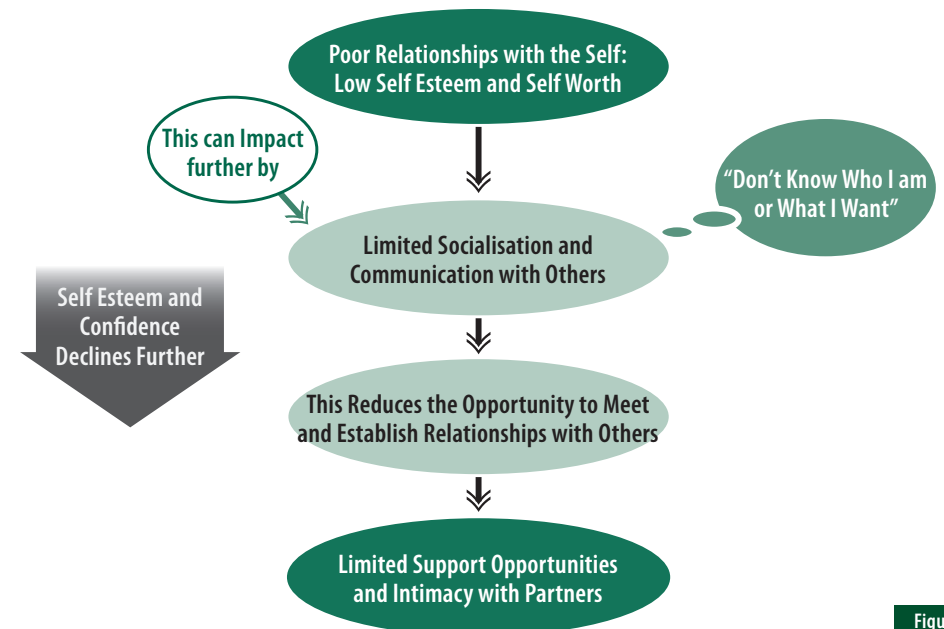 Poor Relationships with the Self:
Low Self Esteem and Self Worth
This can Impact
further by
"Don't Know Who I am
or What I Want"
Limited Socialisation and
Communication with Others
Self Esteem and
Confidence
Declines Further
This Reduces the Opportunity to Meet
and Establish Relationships with Others
Limited Support Opportunities
and Intimacy with Partners